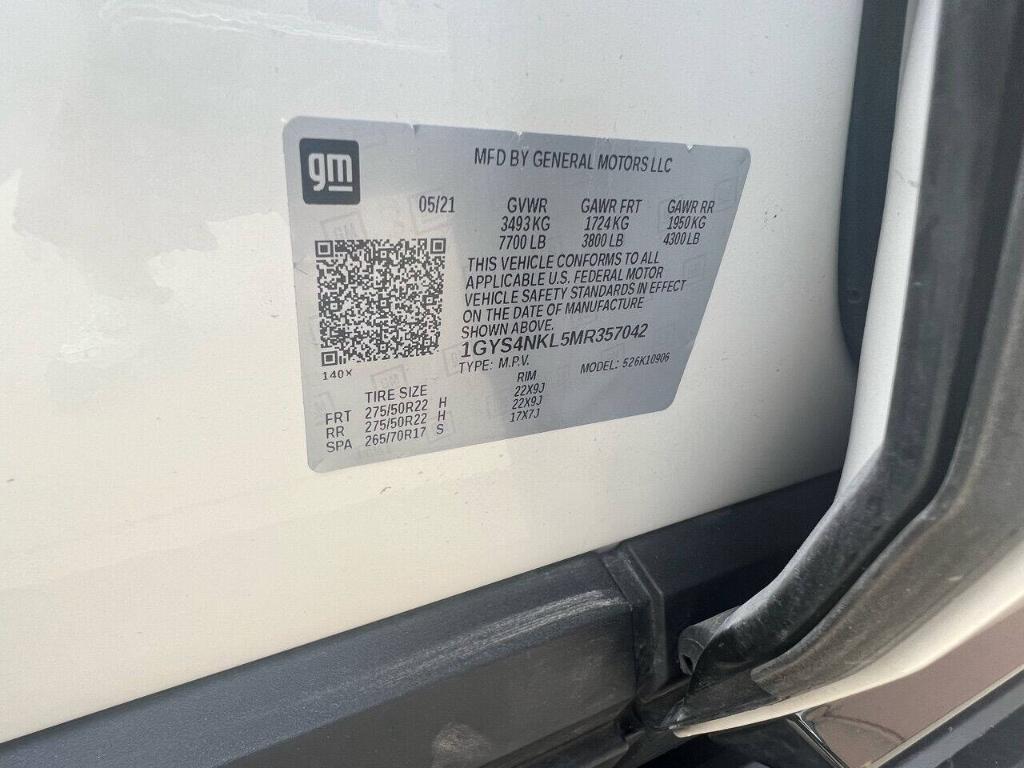 gm
MFD BY GENERAL MOTORS LLC
05/21 GVWR GAWR FRT GAWR RR
3493 KG 1724 KG 1950 KG
7700 LB 3800 LB 4300 LB
THIS VEHICLE CONFORMS TO ALL
APPLICABLE U.S. FEDERAL MOTOR
VEHICLE SAFETY STANDARDS IN EFFECT
ON THE DATE OF MANUFACTURE
SHOWN ABOVE.
1GYS4NKL5MR357042
TYPE: M.P.V. MODEL: 526K10906
140X
TIRE SIZE RIM
FRT 275/50R22 H 22X9J
RR 275/50R22 H 22X9J
SPA 265/70R17 S 17X7J